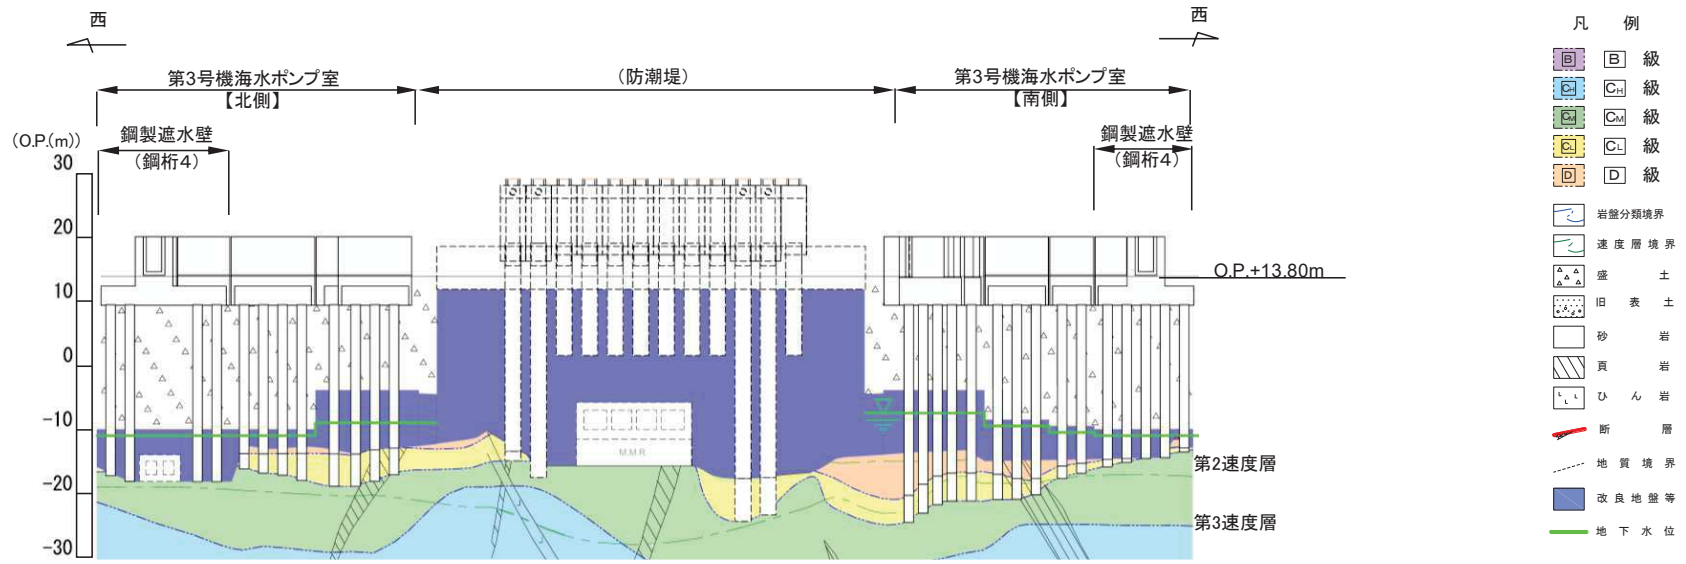 西
西
第3号機海水ポンプ室
【北側】
(防潮堤)
第3号機海水ポンプ室
【南側】
鋼製遮水壁
(鋼桁4)
鋼製遮水壁
(鋼桁4)
(O.P.(m))
30
20
10
0
-10
-20
-30
O.P.+13.80m
M.M.R
第2速度層
第3速度層
凡 例
B B 級
CH CH 級
CM CM 級
CL CL 級
D D 級
岩盤分類境界
速度層境界
盛 土
旧 表 土
砂 岩
頁 岩
ひ ん 岩
断 層
地 質 境 界
改 良 地 盤 等
地 下 水 位